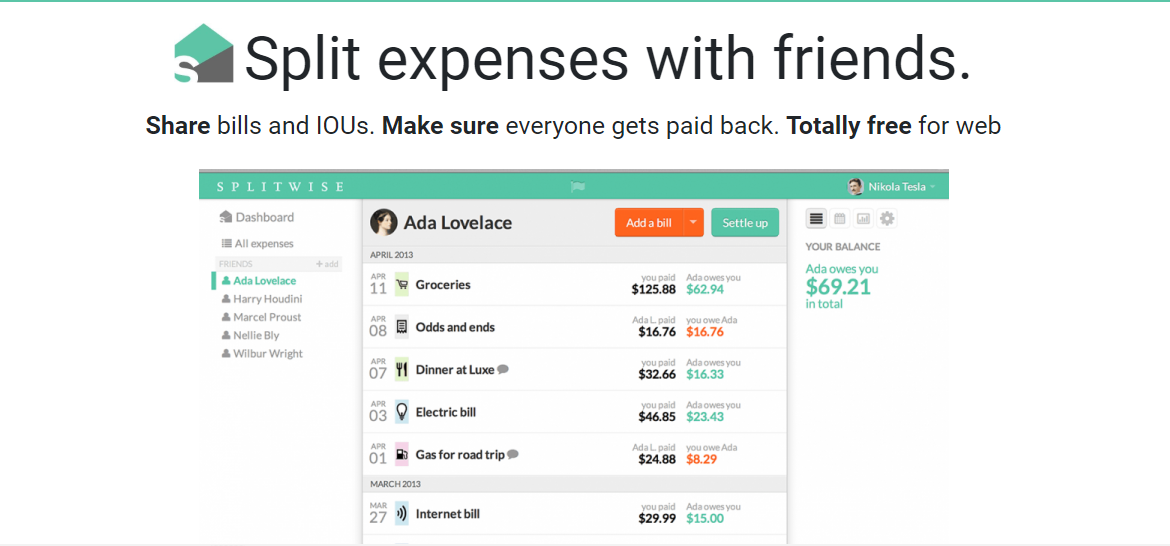 Split expenses with friends.
Share bills and IOUs. Make sure everyone gets paid back. Totally free for web
SPLITWISE
Nikola Tesla
Dashboard
All expenses
FRIENDS + add
Ada Lovelace
Harry Houdini
Marcel Proust
Nellie Bly
Wilbur Wright
Ada Lovelace
Add a bill
Settle up
APRIL 2013
APR
11
Groceries
you paid
$125.88
Ada owes you
$62.94
APR
08
Odds and ends
Ada L. paid
$16.76
you owe Ada
$16.76
APR
07
Dinner at Luxe
you paid
$32.66
Ada owes you
$16.33
APR
03
Electric bill
you paid
$46.85
Ada owes you
$23.43
APR
01
Gas for road trip
Ada L. paid
$24.88
you owe Ada
$8.29
MARCH 2013
MAR
27
Internet bill
you paid
$29.99
Ada owes you
$15.00
YOUR BALANCE
Ada owes you
$69.21
in total